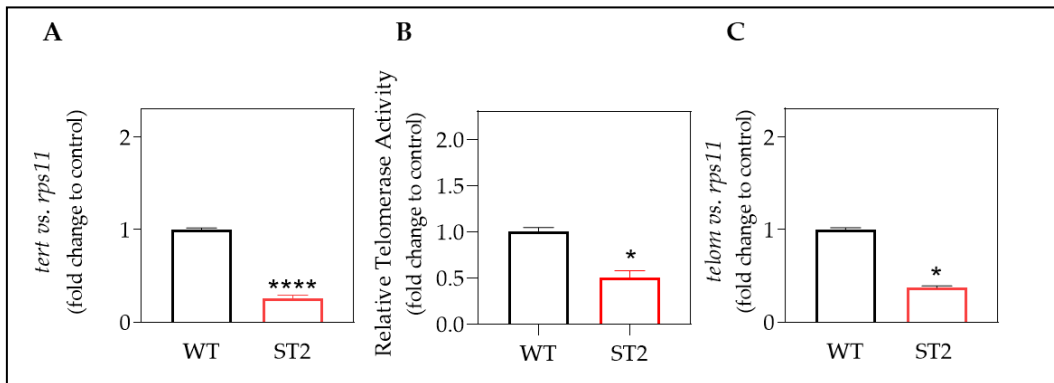 A
B
C
tert vs. rps11
(fold change to control)
2
1
0
****
WT
ST2
Relative Telomerase Activity
(fold change to control)
2.0
1.5
1.0
0.5
0.0
*
WT
ST2
telom vs. rps11
(fold change to control)
2
1
0
*
WT
ST2